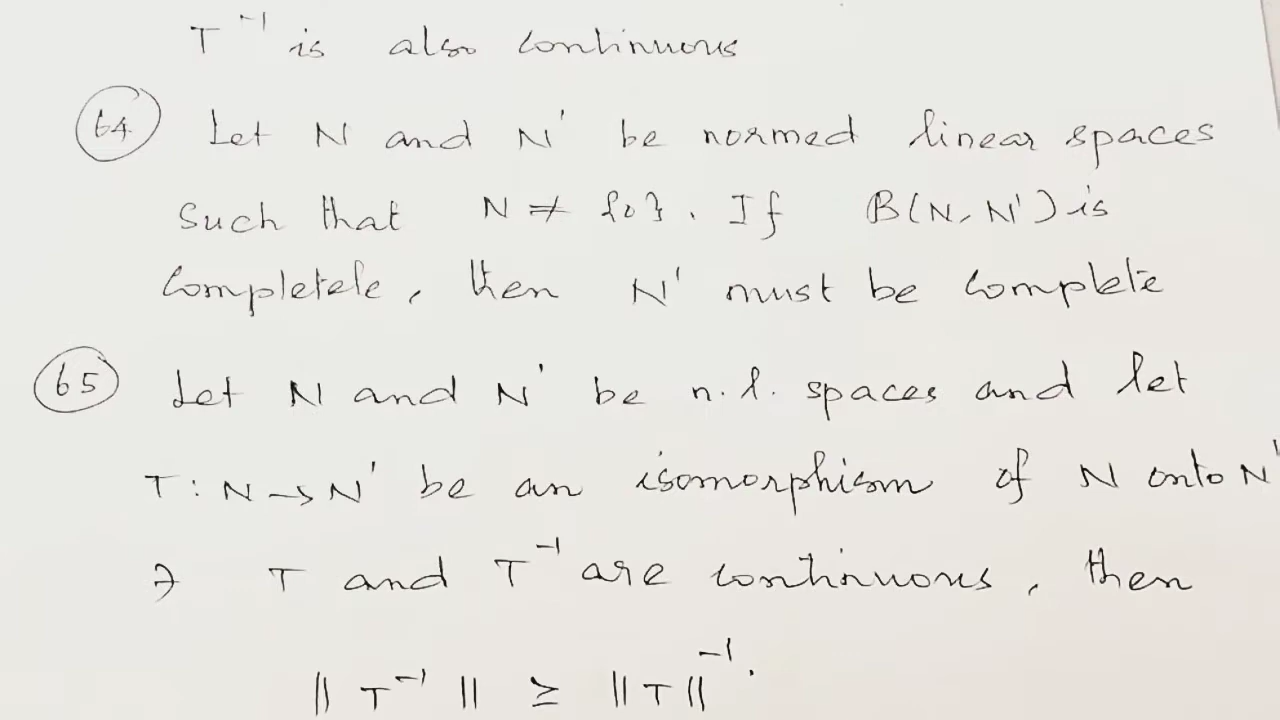 T⁻¹ is also continuous
64 Let N and N' be normed linear spaces
such that N ≠ {0}. If B(N, N') is
completele, then N' must be complete
65 Let N and N' be n.l. spaces and let
T : N → N' be an isomorphism of N onto N'
∋ T and T⁻¹ are continuous, then
|| T⁻¹ || ≥ ||T||⁻¹.